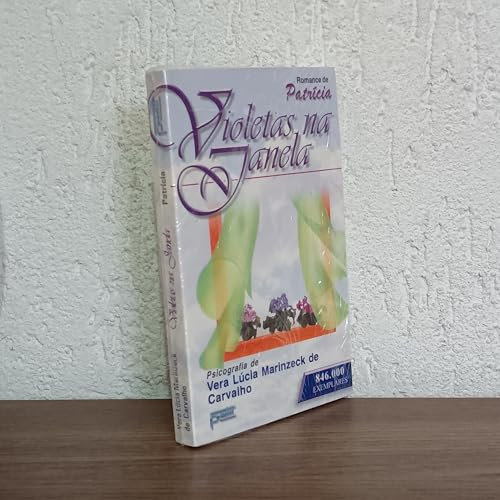 Romance de
Patrícia
Violetas na
Janela
Psicografia de
Vera Lúcia Marinzeck de
Carvalho
846.000
EXEMPLARES
Patrícia
Violetas na Janela
Vera Lúcia Marinzeck
de Carvalho